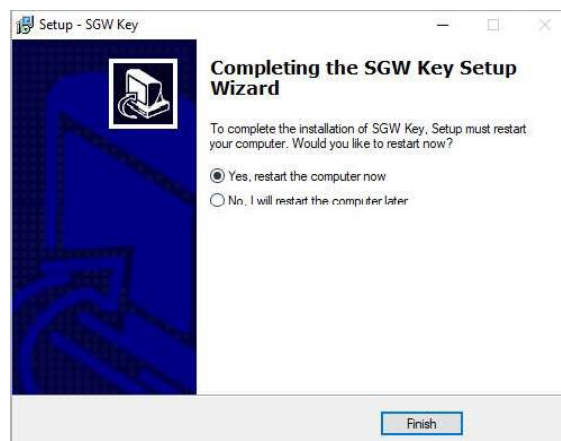 Setup - SGW Key
Completing the SGW Key Setup
Wizard
To complete the installation of SGW Key, Setup must restart
your computer. Would you like to restart now?
Yes, restart the computer now
No, I will restart the computer later
Finish